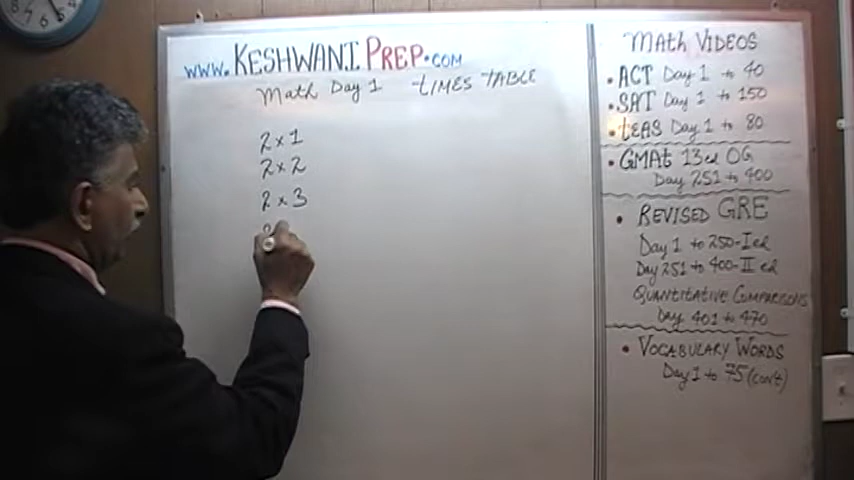 www.KESHWANI PREP.COM
Math Day 1 TIMES TABLE
2 x 1
2 x 2
2 x 3
Math VIDEOS
• ACT Day 1 to 40
• SAT Day 1 to 150
• tEAS Day 1 to 80
• GMAt 13ed OG
Day 251 to 400
• REVISED GRE
Day 1 to 250-I ed
Day 251 to 400-II ed
QUANtitAtivE COMPARISONS
Day 401 to 470
• VOCABULARY WORDS
Day 1 to 75 (cont)